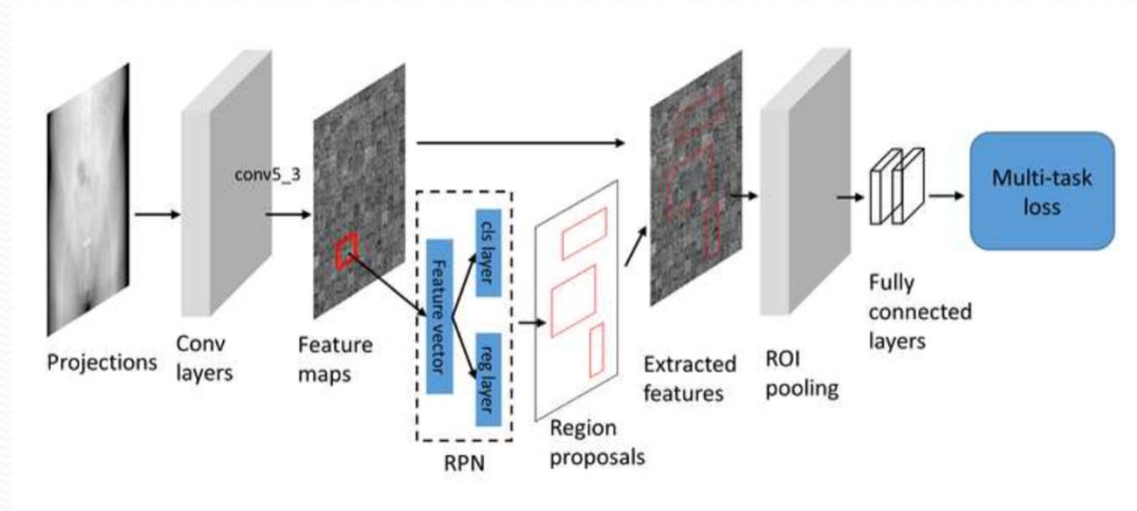 Projections
Conv
layers
conv5_3
Feature
maps
Feature vector
cls layer
reg layer
RPN
Region
proposals
Extracted
features
ROI
pooling
Fully
connected
layers
Multi-task
loss